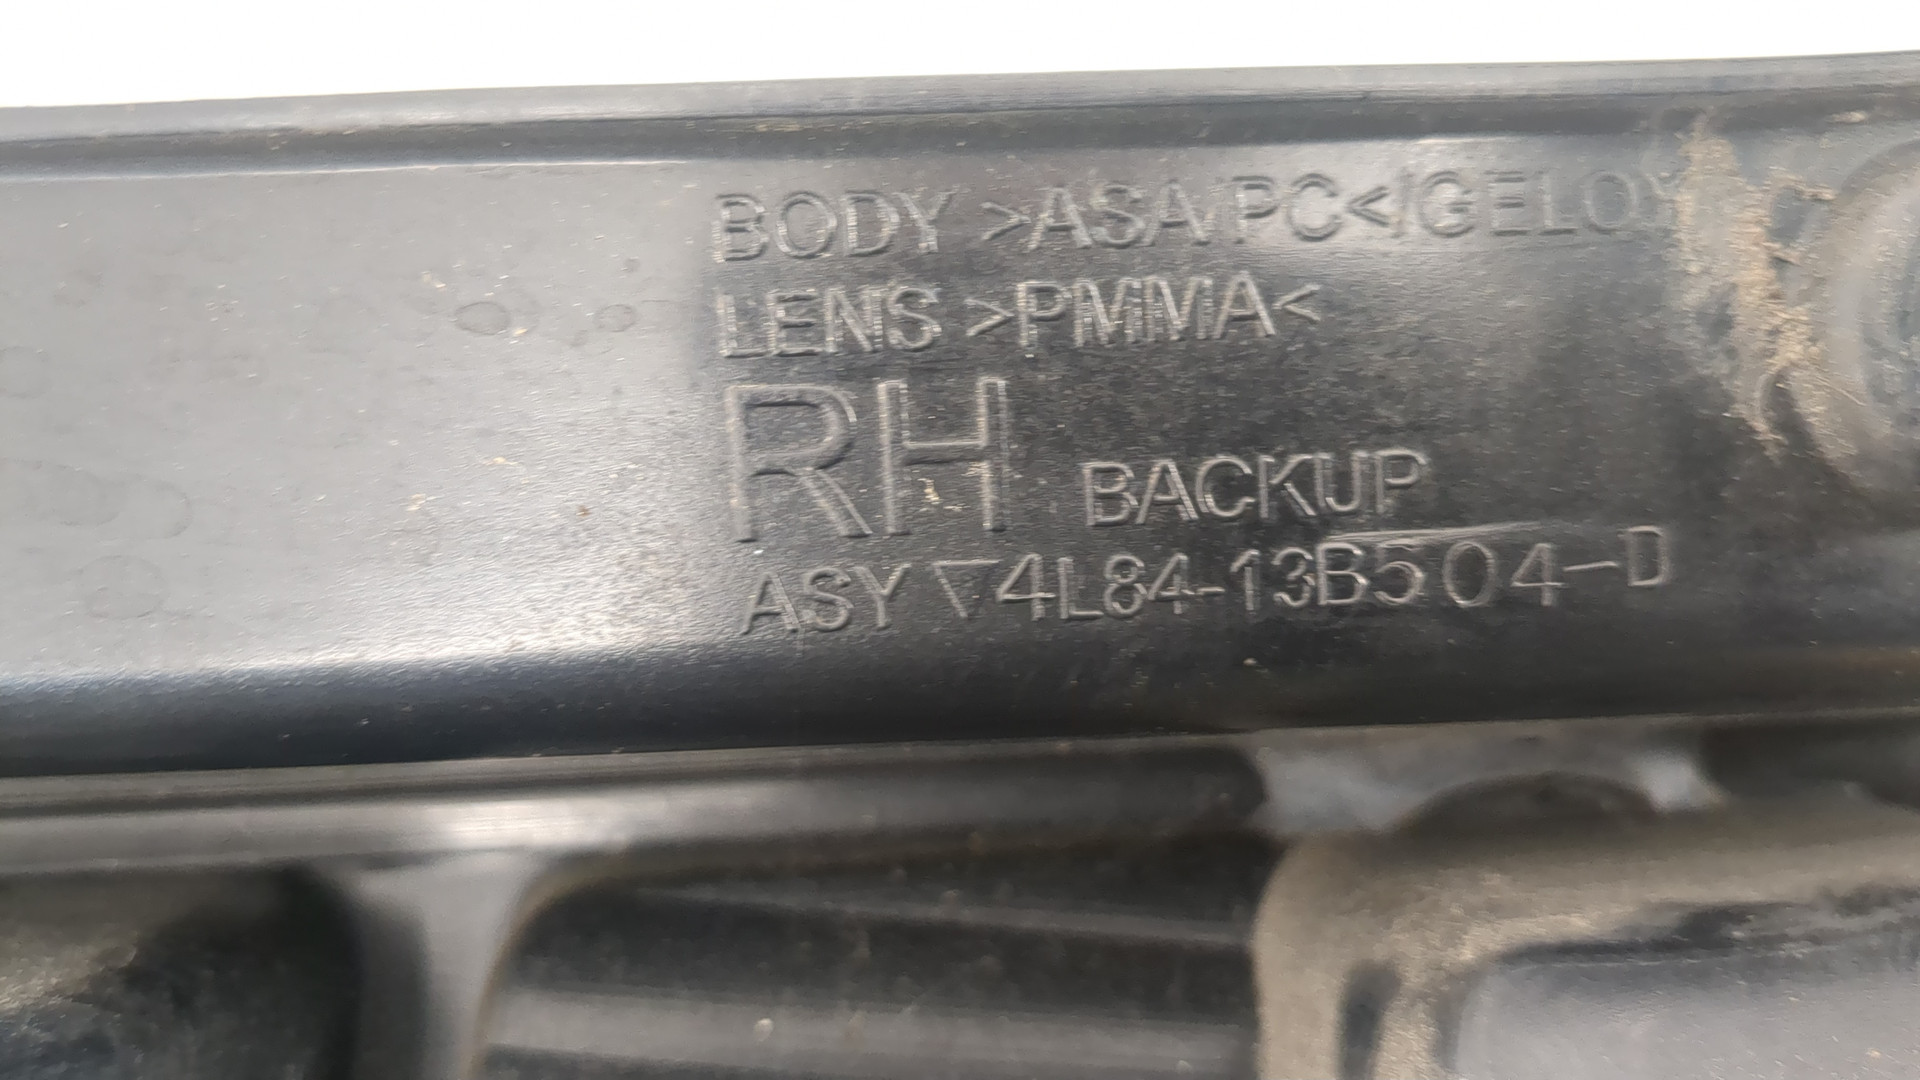 BODY >ASA/PC<(GELOY
LENS >PMMA<
RH BACKUP
ASY ▽4L84-13B504-D